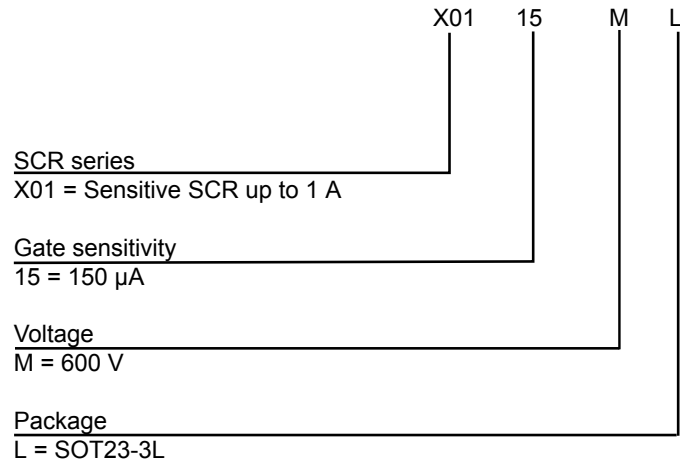 X01 15 M L
SCR series
X01 = Sensitive SCR up to 1 A
Gate sensitivity
15 = 150 µA
Voltage
M = 600 V
Package
L = SOT23-3L